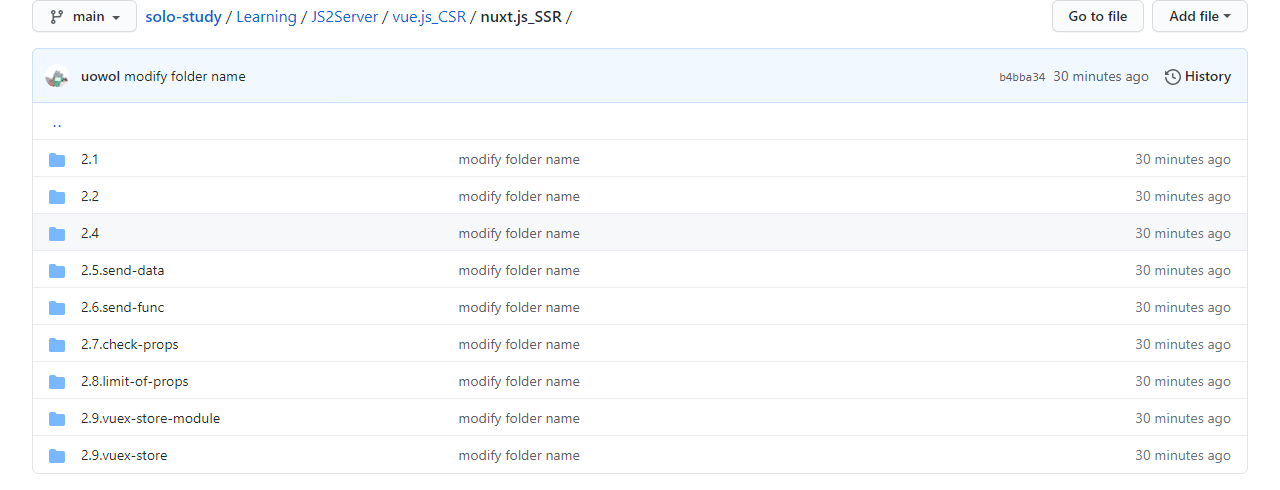 main solo-study / Learning / JS2Server / vue.js_CSR / nuxt.js_SSR / Go to file Add file
uowol modify folder name b4bba34 30 minutes ago History
..
2.1 modify folder name 30 minutes ago
2.2 modify folder name 30 minutes ago
2.4 modify folder name 30 minutes ago
2.5.send-data modify folder name 30 minutes ago
2.6.send-func modify folder name 30 minutes ago
2.7.check-props modify folder name 30 minutes ago
2.8.limit-of-props modify folder name 30 minutes ago
2.9.vuex-store-module modify folder name 30 minutes ago
2.9.vuex-store modify folder name 30 minutes ago